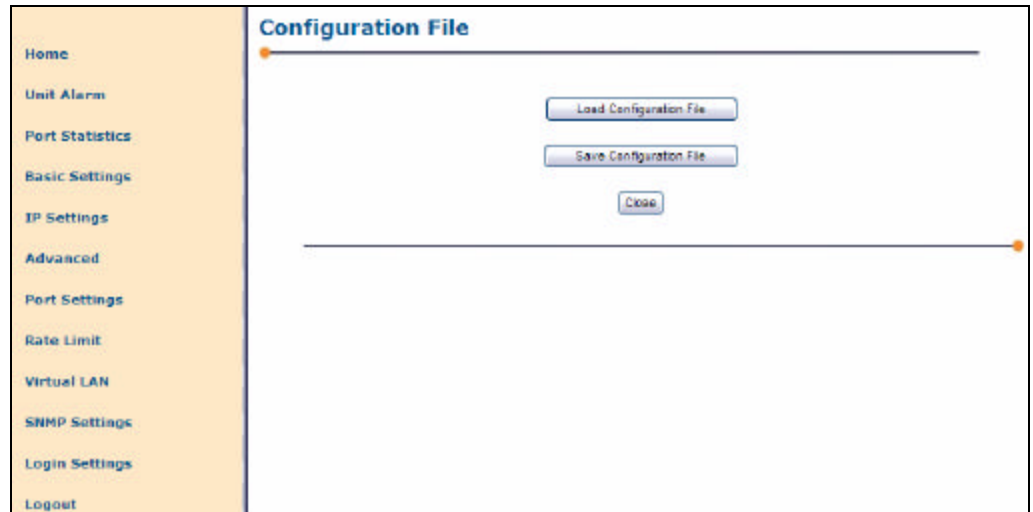 Configuration File
Home
Unit Alarm
Port Statistics
Basic Settings
IP Settings
Advanced
Port Settings
Rate Limit
Virtual LAN
SNMP Settings
Login Settings
Logout
Load Configuration File
Save Configuration File
Close